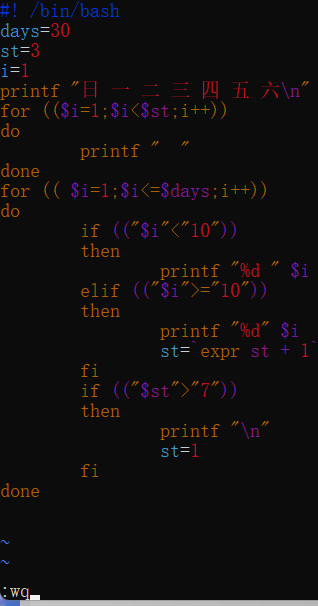 #! /bin/bash
days=30
st=3
i=1
printf "日 一 二 三 四 五 六\n"
for (($i=1;$i<$st;i++))
do
        printf "  "
done
for (( $i=1;$i<=$days;i++))
do
        if (("$i"<"10"))
        then
                printf "%d " $i
        elif (("$i">="10"))
        then
                printf "%d" $i
                st=`expr st + 1`
        fi
        if (("$st">"7"))
        then
                printf "\n"
                st=1
        fi
done
~
~
:wq